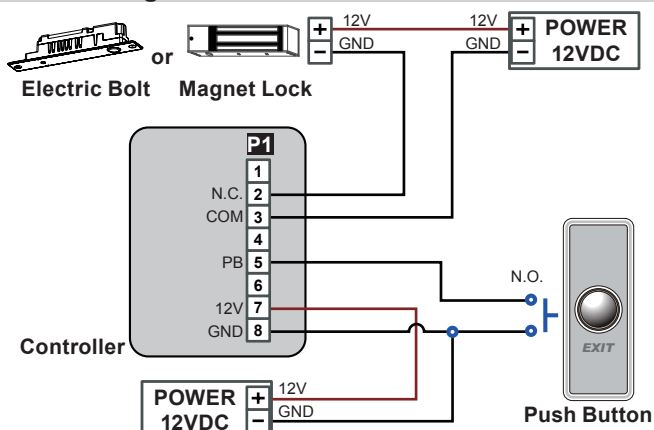 12V
12V
+
+
POWER
or
−
GND
GND
−
12VDC
Electric Bolt
Magnet Lock
P1
1
N.C. 2
COM 3
4
PB 5
6
12V 7
GND 8
N.O.
EXIT
Controller
POWER
+
12V
12VDC
−
GND
Push Button